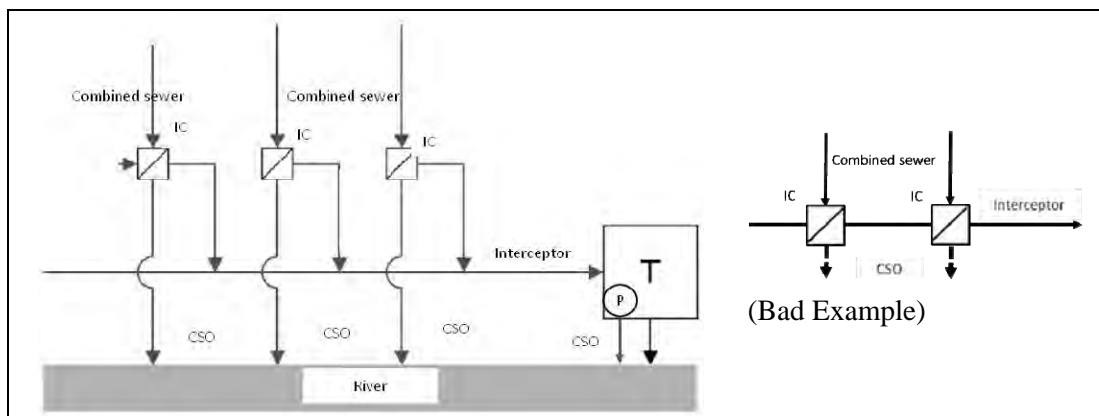 Combined sewer
Combined sewer
IC
IC
IC
Interceptor
T
P
CSO
CSO
CSO
CSO
River
Combined sewer
IC
IC
Interceptor
CSO
(Bad Example)